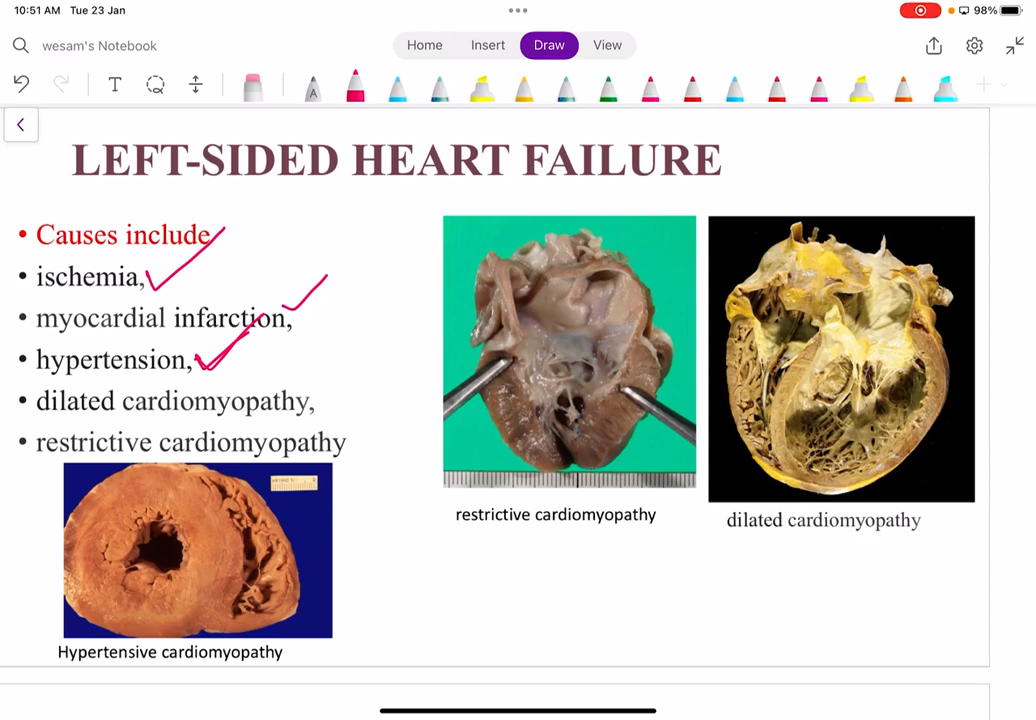 10:51 AM Tue 23 Jan
98%
wesam's Notebook
Home Insert Draw View
T
A
LEFT-SIDED HEART FAILURE
• Causes include
• ischemia,
• myocardial infarction,
• hypertension,
• dilated cardiomyopathy,
• restrictive cardiomyopathy
restrictive cardiomyopathy
dilated cardiomyopathy
Hypertensive cardiomyopathy